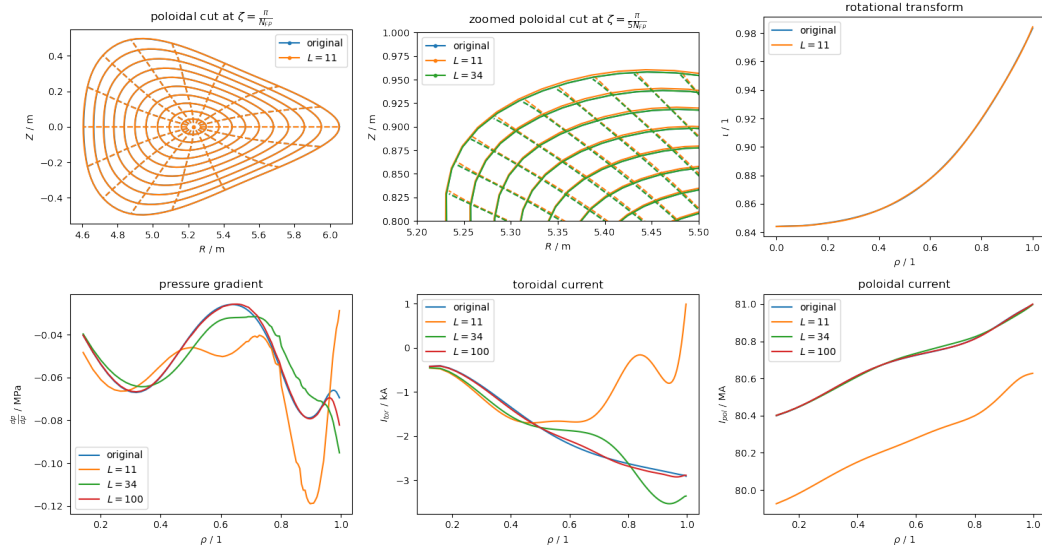 poloidal cut at ζ = π/N_fp
original
L = 11
0.4
0.2
0.0
−0.2
−0.4
Z / m
4.6 4.8 5.0 5.2 5.4 5.6 5.8 6.0
R / m
zoomed poloidal cut at ζ = π/5N_fp
original
L = 11
L = 34
1.000
0.975
0.950
0.925
0.900
0.875
0.850
0.825
0.800
Z / m
5.20 5.25 5.30 5.35 5.40 5.45 5.50
R / m
rotational transform
original
L = 11
0.98
0.96
0.94
0.92
0.90
0.88
0.86
0.84
ι / 1
0.0 0.2 0.4 0.6 0.8 1.0
ρ / 1
pressure gradient
−0.04
−0.06
−0.08
−0.10
−0.12
dp/dρ / MPa
original
L = 11
L = 34
L = 100
0.2 0.4 0.6 0.8 1.0
ρ / 1
toroidal current
original
L = 11
L = 34
L = 100
1
0
−1
−2
−3
I_tor / kA
0.2 0.4 0.6 0.8 1.0
ρ / 1
poloidal current
original
L = 11
L = 34
L = 100
81.0
80.8
80.6
80.4
80.2
80.0
I_pol / MA
0.2 0.4 0.6 0.8 1.0
ρ / 1